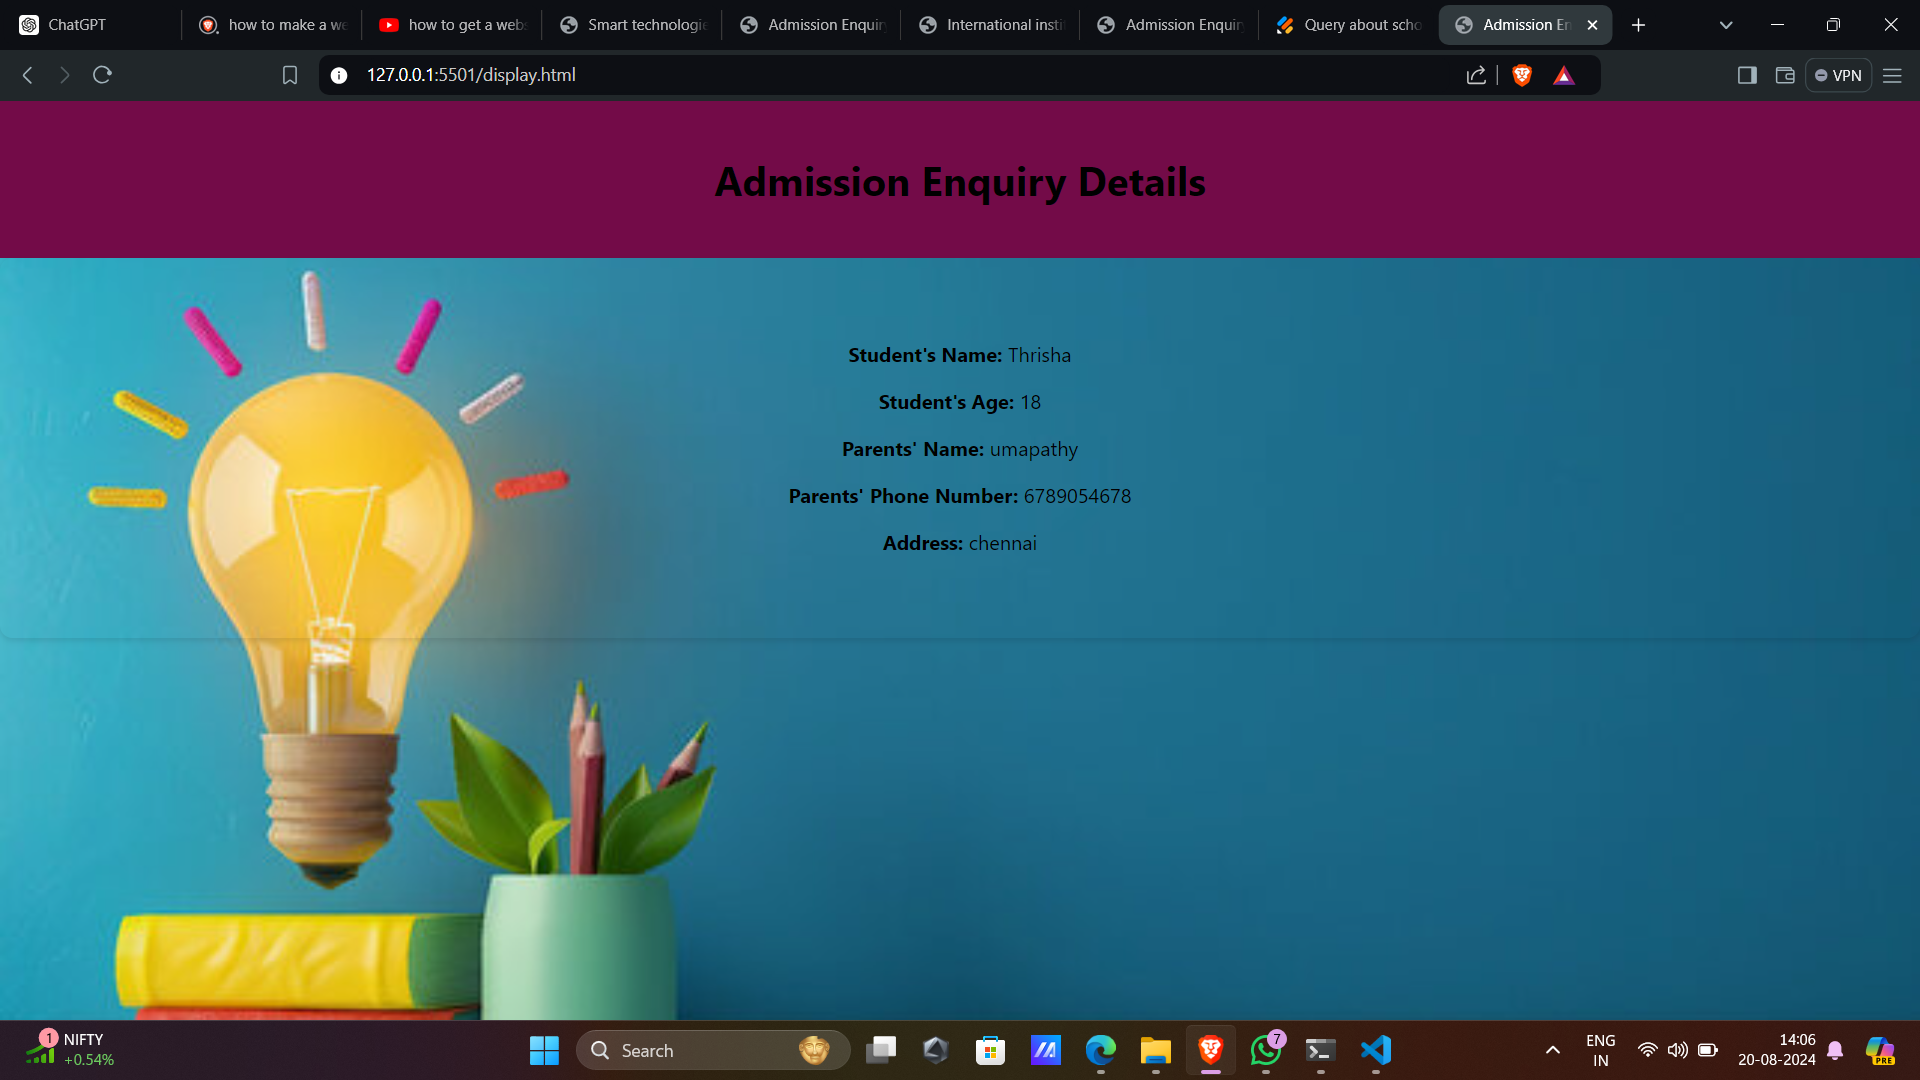 ChatGPT
how to make a we
how to get a webs
Smart technologie
Admission Enquir
International insti
Admission Enquir
Query about scho
Admission En
127.0.0.1:5501/display.html
VPN
Admission Enquiry Details
Student's Name: Thrisha
Student's Age: 18
Parents' Name: umapathy
Parents' Phone Number: 6789054678
Address: chennai
1
NIFTY
+0.54%
Search
7
ENG
IN
14:06
20-08-2024
PRE